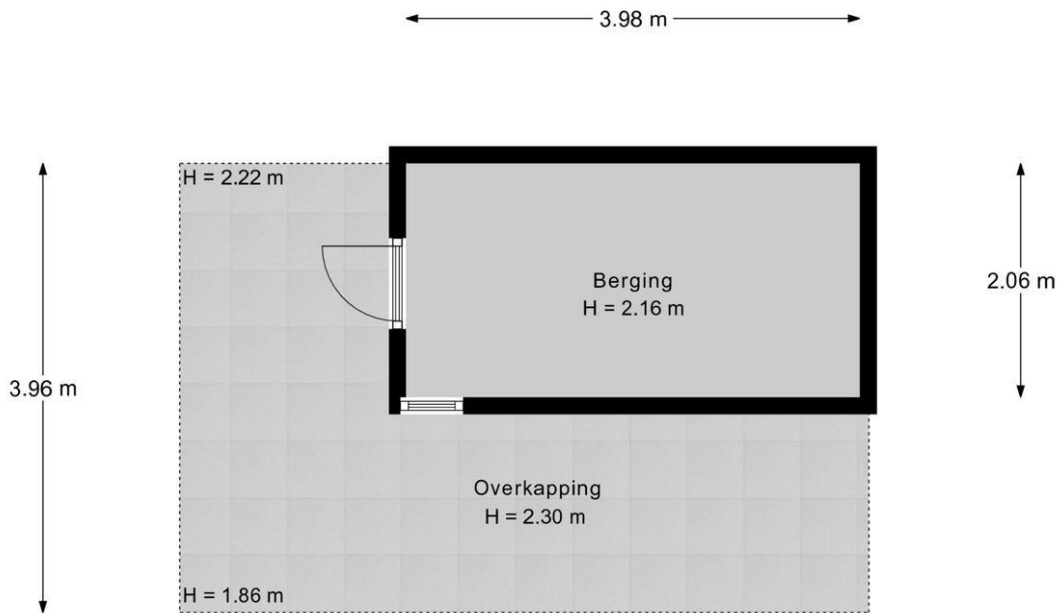 3.98 m
H = 2.22 m
Berging
H = 2.16 m
2.06 m
3.96 m
Overkapping
H = 2.30 m
H = 1.86 m